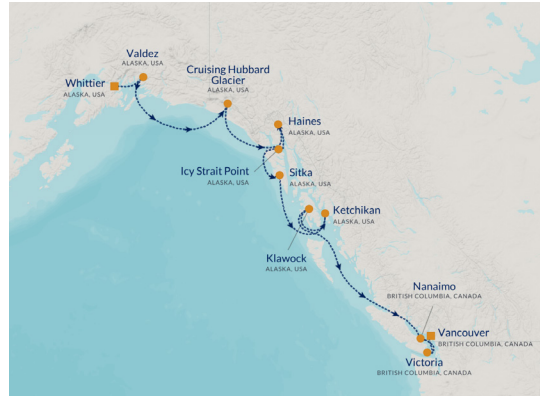 Valdez
ALASKA, USA
Whittier
ALASKA, USA
Cruising Hubbard
Glacier
ALASKA, USA
Haines
ALASKA, USA
Icy Strait Point
ALASKA, USA
Sitka
ALASKA, USA
Ketchikan
ALASKA, USA
Klawock
ALASKA, USA
Nanaimo
BRITISH COLUMBIA, CANADA
Vancouver
BRITISH COLUMBIA, CANADA
Victoria
BRITISH COLUMBIA, CANADA